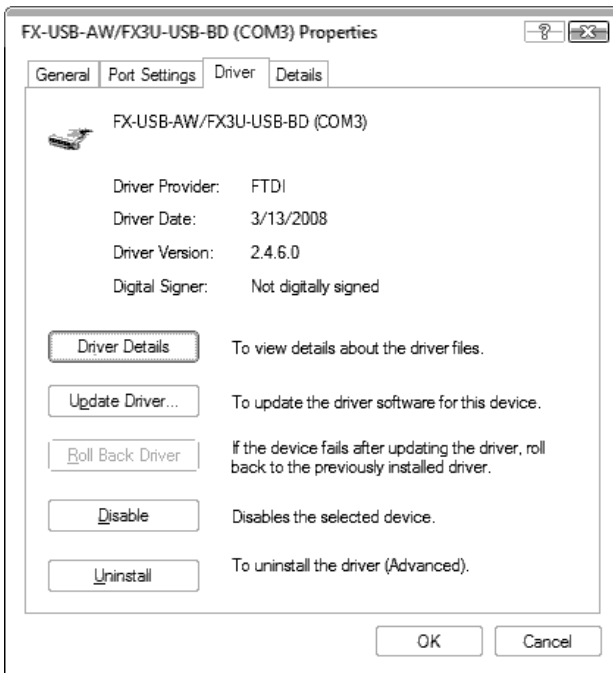 FX-USB-AW/FX3U-USB-BD (COM3) Properties
General Port Settings Driver Details
FX-USB-AW/FX3U-USB-BD (COM3)
Driver Provider: FTDI
Driver Date: 3/13/2008
Driver Version: 2.4.6.0
Digital Signer: Not digitally signed
Driver Details To view details about the driver files.
Update Driver... To update the driver software for this device.
Roll Back Driver If the device fails after updating the driver, roll
back to the previously installed driver.
Disable Disables the selected device.
Uninstall To uninstall the driver (Advanced).
OK Cancel